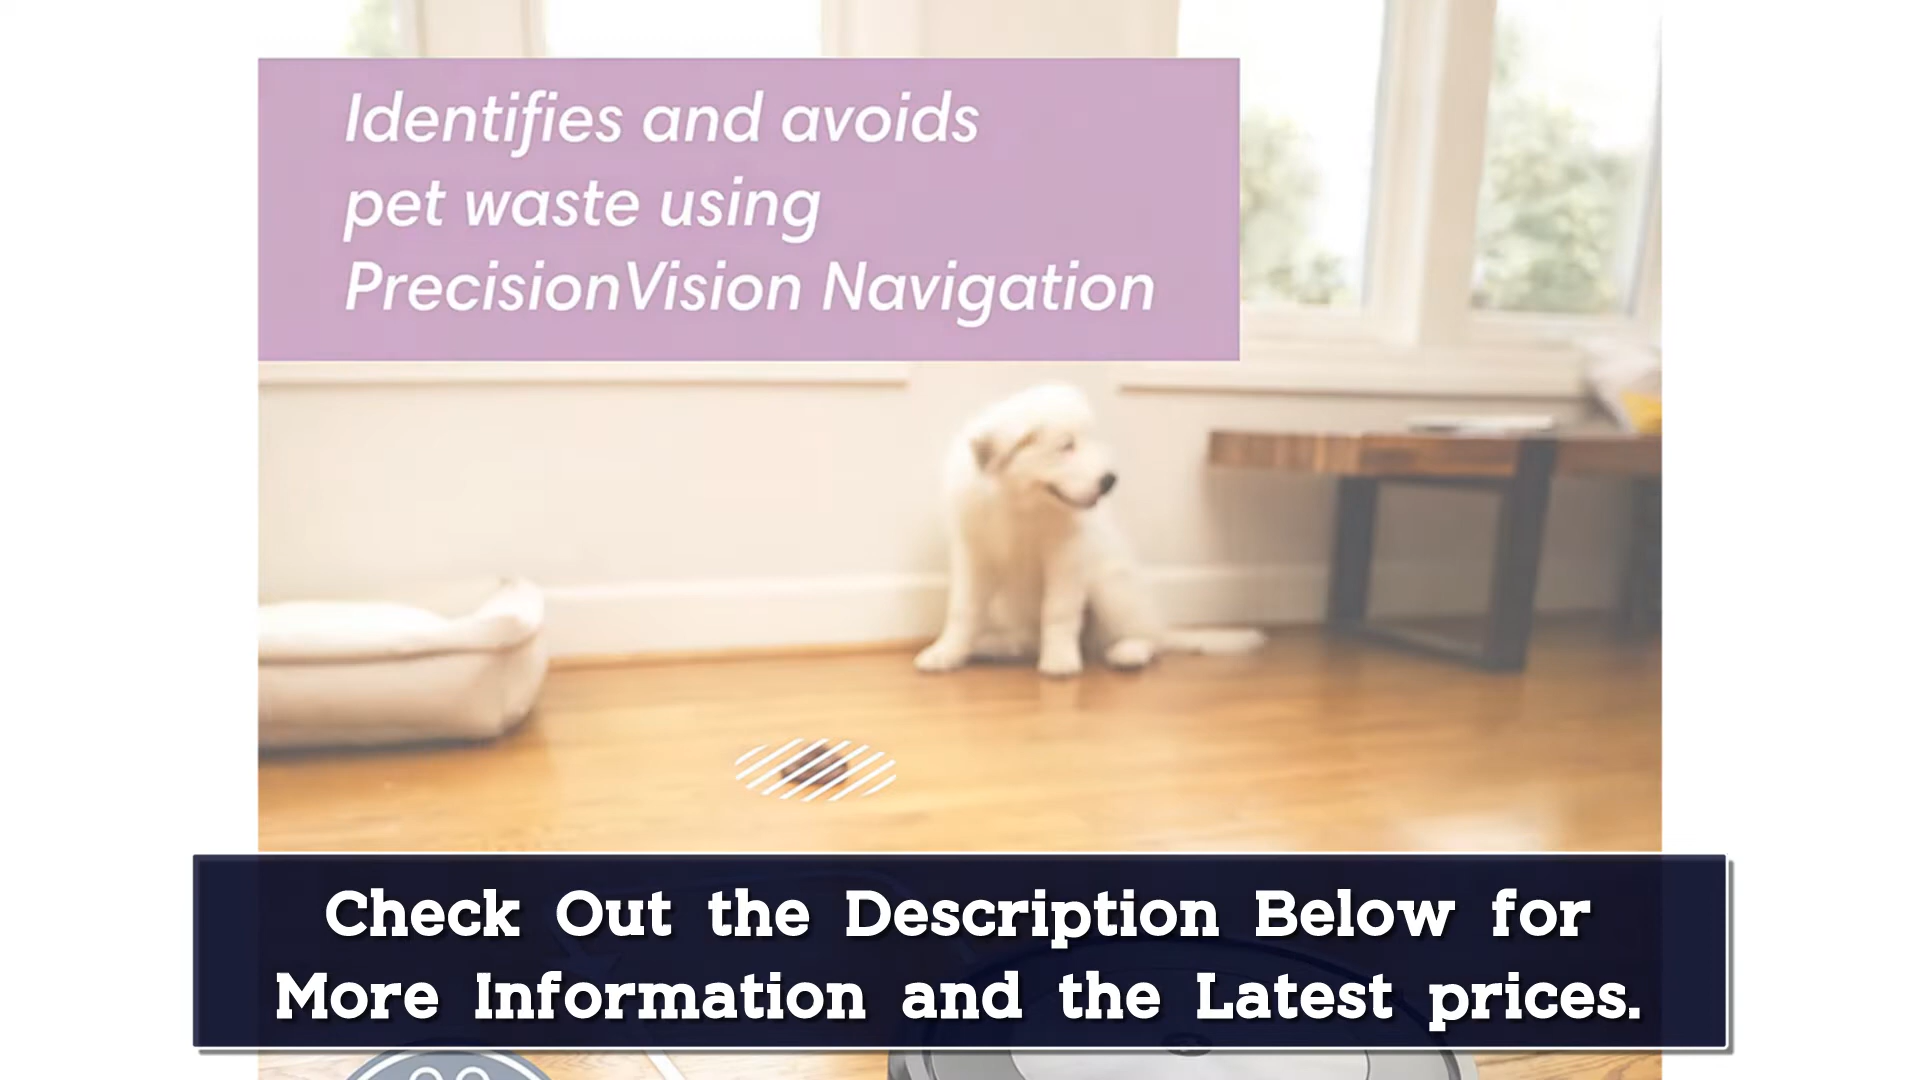 Identifies and avoids
pet waste using
PrecisionVision Navigation
Check Out the Description Below for
More Information and the Latest prices.